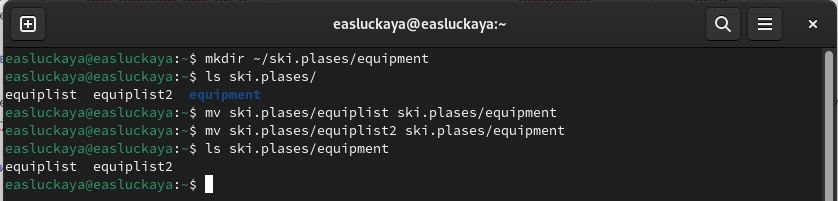 easluckaya@easluckaya:~
easluckaya@easluckaya:~$ mkdir ~/ski.plases/equipment
easluckaya@easluckaya:~$ ls ski.plases/
equiplist  equiplist2  equipment
easluckaya@easluckaya:~$ mv ski.plases/equiplist ski.plases/equipment
easluckaya@easluckaya:~$ mv ski.plases/equiplist2 ski.plases/equipment
easluckaya@easluckaya:~$ ls ski.plases/equipment
equiplist  equiplist2
easluckaya@easluckaya:~$